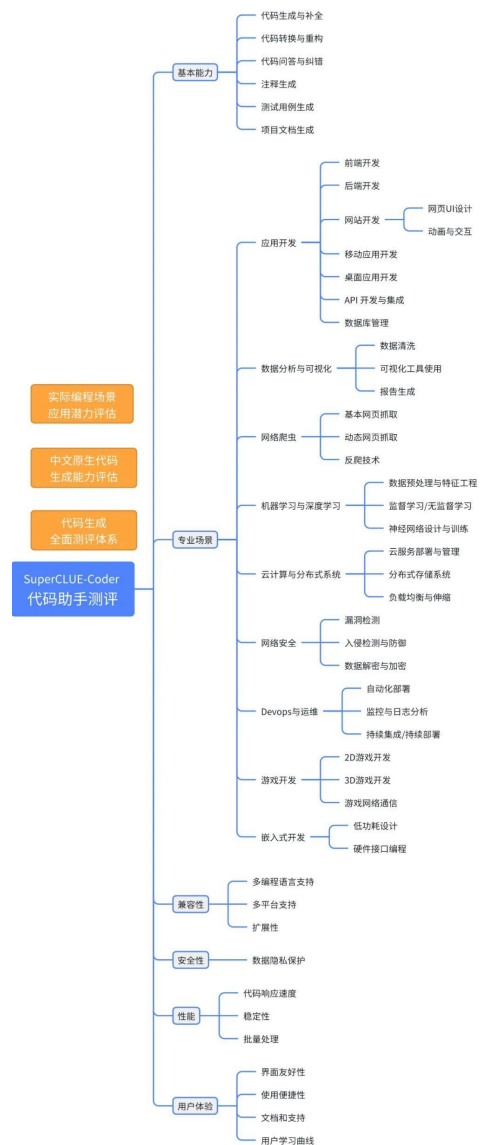 实际编程场景
应用潜力评估
中文原生代码
生成能力评估
代码生成
全面测评体系
SuperCLUE-Coder
代码助手测评
基本能力
代码生成与补全
代码转换与重构
代码问答与纠错
注释生成
测试用例生成
项目文档生成
专业场景
应用开发
前端开发
后端开发
网站开发
网页UI设计
动画与交互
移动应用开发
桌面应用开发
API 开发与集成
数据库管理
数据分析与可视化
数据清洗
可视化工具使用
报告生成
网络爬虫
基本网页抓取
动态网页抓取
反爬技术
机器学习与深度学习
数据预处理与特征工程
监督学习/无监督学习
神经网络设计与训练
云计算与分布式系统
云服务部署与管理
分布式存储系统
负载均衡与伸缩
网络安全
漏洞检测
入侵检测与防御
数据解密与加密
Devops与运维
自动化部署
监控与日志分析
持续集成/持续部署
游戏开发
2D游戏开发
3D游戏开发
游戏网络通信
嵌入式开发
低功耗设计
硬件接口编程
兼容性
多编程语言支持
多平台支持
扩展性
安全性
数据隐私保护
性能
代码响应速度
稳定性
批量处理
用户体验
界面友好性
使用便捷性
文档和支持
用户学习曲线